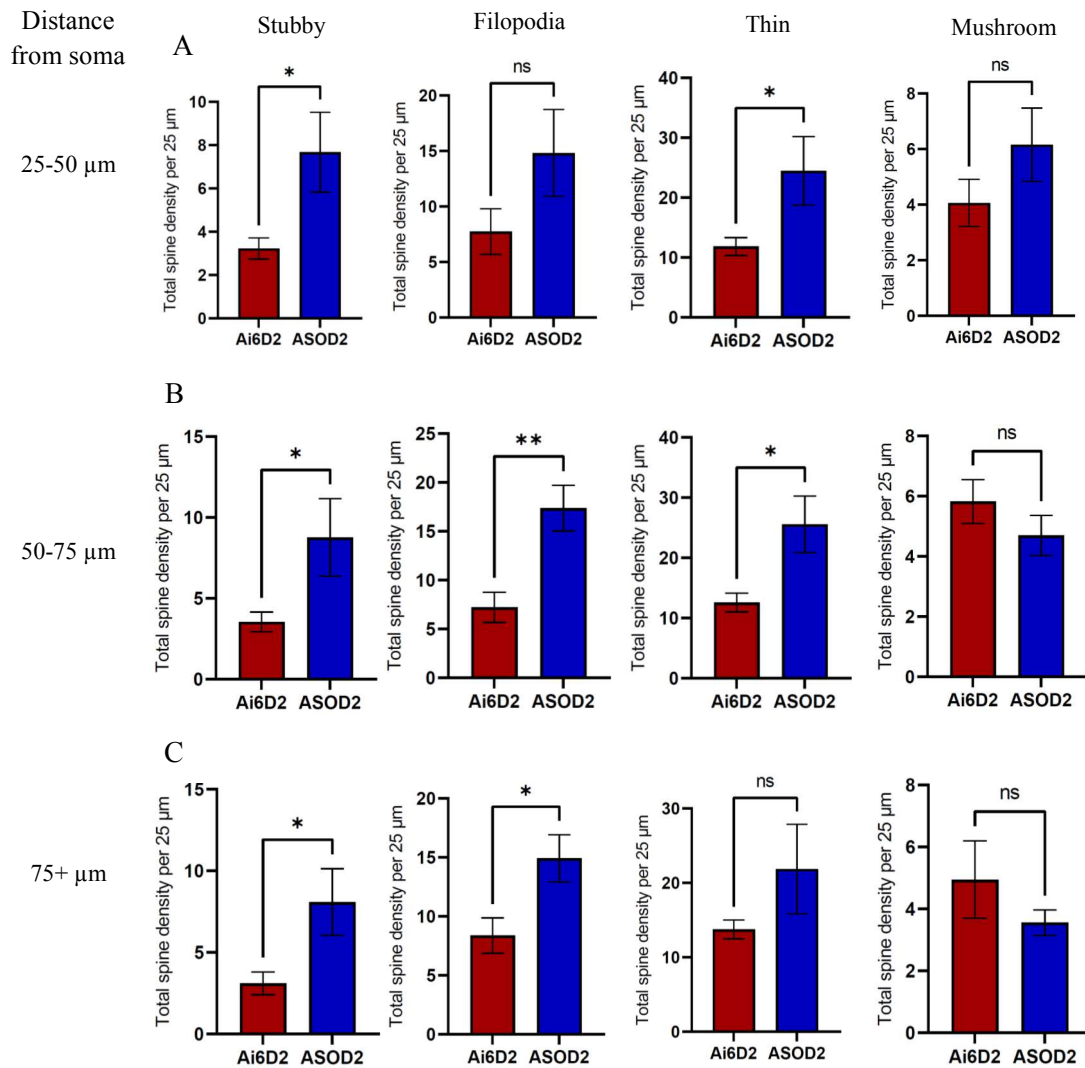 Distance
from soma
Stubby
Filopodia
Thin
Mushroom
A
25-50 µm
Total spine density per 25 µm
10
8
6
4
2
0
*
Ai6D2 ASOD2
Total spine density per 25 µm
20
15
10
5
0
ns
Ai6D2 ASOD2
Total spine density per 25 µm
40
30
20
10
0
*
Ai6D2 ASOD2
Total spine density per 25 µm
8
6
4
2
0
ns
Ai6D2 ASOD2
B
50-75 µm
Total spine density per 25 µm
15
10
5
0
*
Ai6D2 ASOD2
Total spine density per 25 µm
25
20
15
10
5
0
**
Ai6D2 ASOD2
Total spine density per 25 µm
40
30
20
10
0
*
Ai6D2 ASOD2
Total spine density per 25 µm
8
6
4
2
0
ns
Ai6D2 ASOD2
C
75+ µm
Total spine density per 25 µm
15
10
5
0
*
Ai6D2 ASOD2
Total spine density per 25 µm
20
15
10
5
0
*
Ai6D2 ASOD2
Total spine density per 25 µm
30
20
10
0
ns
Ai6D2 ASOD2
Total spine density per 25 µm
8
6
4
2
0
ns
Ai6D2 ASOD2